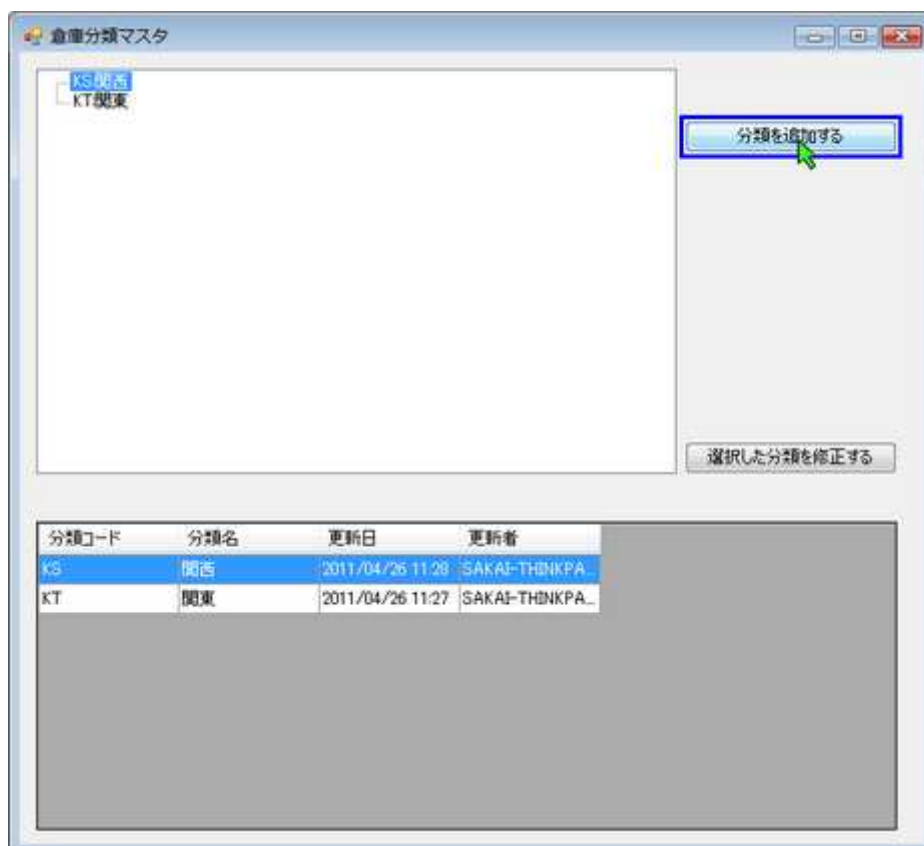 倉庫分類マスタ
KS関西
KT関東
分類を追加する
選択した分類を修正する
分類コード 分類名 更新日 更新者
KS 関西 2011/04/26 11:28 SAKAI-THINKPA...
KT 関東 2011/04/26 11:27 SAKAI-THINKPA...